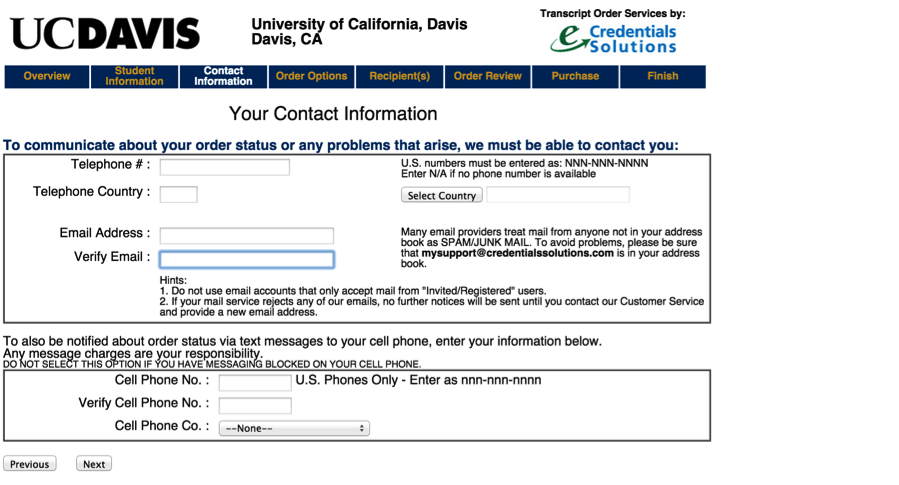 UCDAVIS
University of California, Davis
Davis, CA
Transcript Order Services by:
eCredentials
Solutions
Overview
Student Information
Contact Information
Order Options
Recipient(s)
Order Review
Purchase
Finish
Your Contact Information
To communicate about your order status or any problems that arise, we must be able to contact you:
Telephone # :
U.S. numbers must be entered as: NNN-NNN-NNNN
Enter N/A if no phone number is available
Telephone Country :
Select Country
Email Address :
Many email providers treat mail from anyone not in your address
book as SPAM/JUNK MAIL. To avoid problems, please be sure
that mysupport@credentialssolutions.com is in your address
book.
Verify Email :
Hints:
1. Do not use email accounts that only accept mail from "Invited/Registered" users.
2. If your mail service rejects any of our emails, no further notices will be sent until you contact our Customer Service
and provide a new email address.
To also be notified about order status via text messages to your cell phone, enter your information below.
Any message charges are your responsibility.
DO NOT SELECT THIS OPTION IF YOU HAVE MESSAGING BLOCKED ON YOUR CELL PHONE.
Cell Phone No. :
U.S. Phones Only - Enter as nnn-nnn-nnnn
Verify Cell Phone No. :
Cell Phone Co. :
--None--
Previous
Next